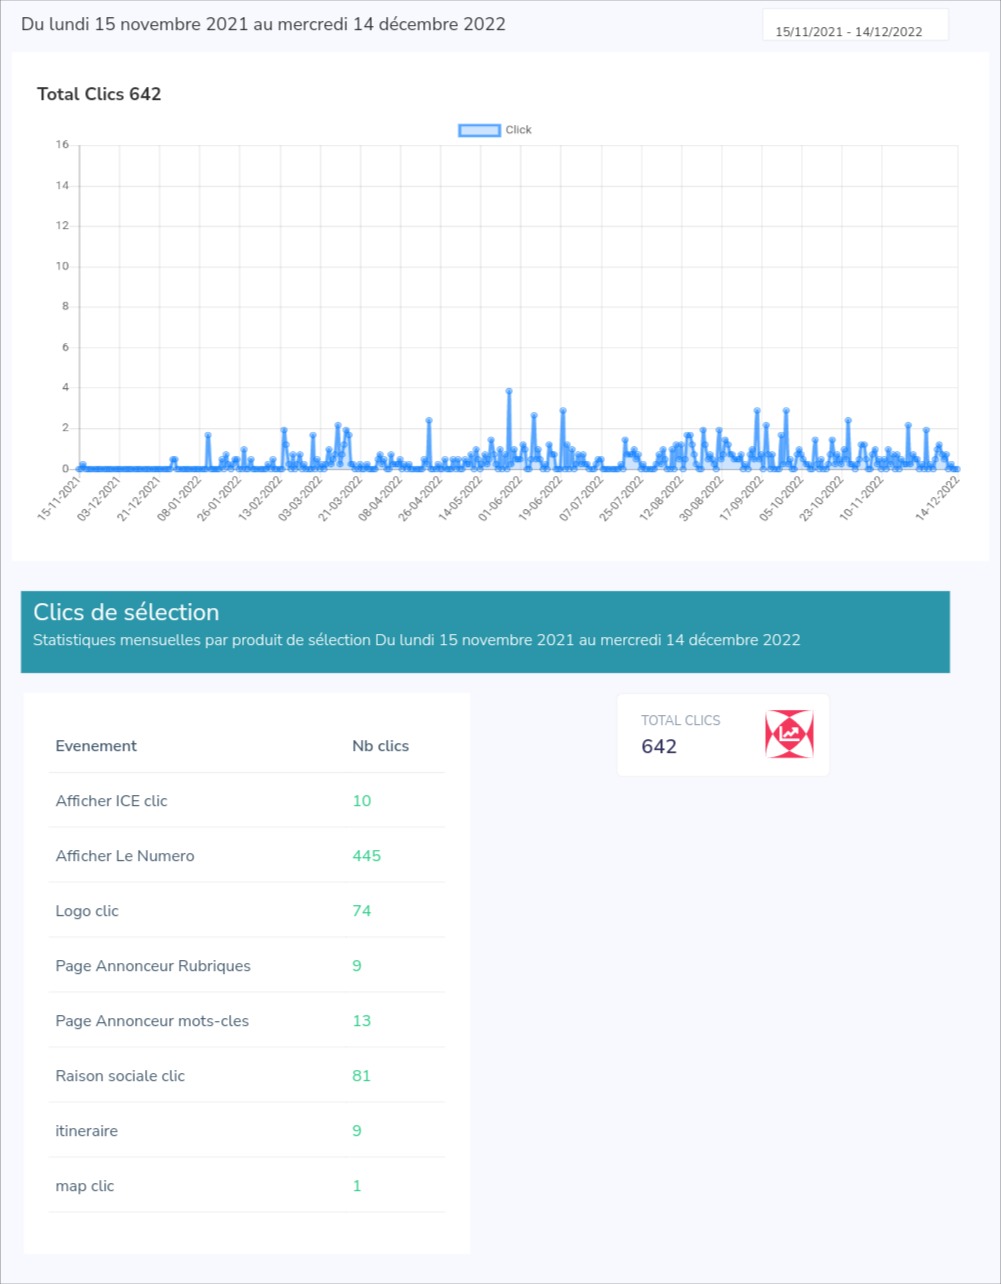 Du lundi 15 novembre 2021 au mercredi 14 décembre 2022
15/11/2021 - 14/12/2022
Total Clics 642
Click
16
14
12
10
8
6
4
2
0
15-11-2021
03-12-2021
21-12-2021
08-01-2022
26-01-2022
13-02-2022
03-03-2022
21-03-2022
08-04-2022
26-04-2022
14-05-2022
01-06-2022
19-06-2022
07-07-2022
25-07-2022
12-08-2022
30-08-2022
17-09-2022
05-10-2022
23-10-2022
10-11-2022
14-12-2022
Clics de sélection
Statistiques mensuelles par produit de sélection Du lundi 15 novembre 2021 au mercredi 14 décembre 2022
Evenement Nb clics
Afficher ICE clic 10
Afficher Le Numero 445
Logo clic 74
Page Annonceur Rubriques 9
Page Annonceur mots-cles 13
Raison sociale clic 81
itineraire 9
map clic 1
TOTAL CLICS
642